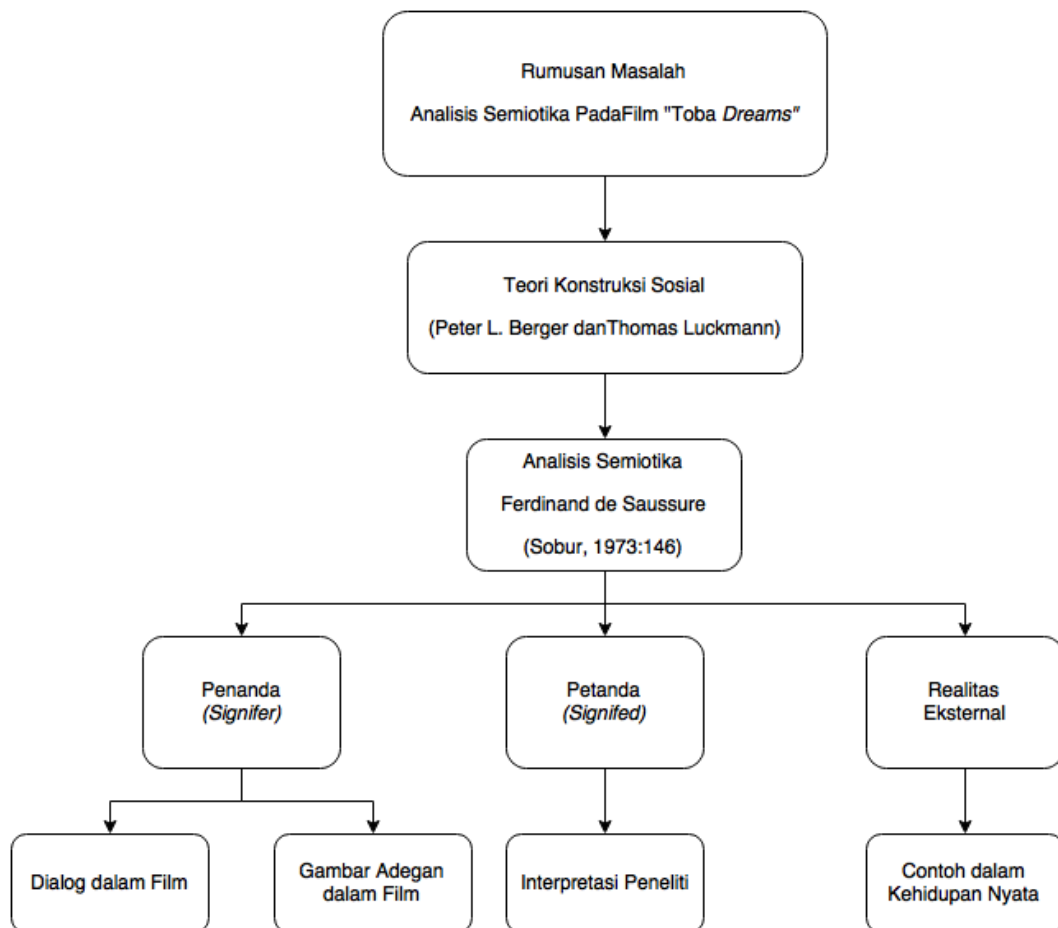 Rumusan Masalah
Analisis Semiotika PadaFilm "Toba Dreams"
Teori Konstruksi Sosial
(Peter L. Berger danThomas Luckmann)
Analisis Semiotika
Ferdinand de Saussure
(Sobur, 1973:146)
Penanda
(Signifer)
Petanda
(Signifed)
Realitas
Eksternal
Dialog dalam Film
Gambar Adegan
dalam Film
Interpretasi Peneliti
Contoh dalam
Kehidupan Nyata